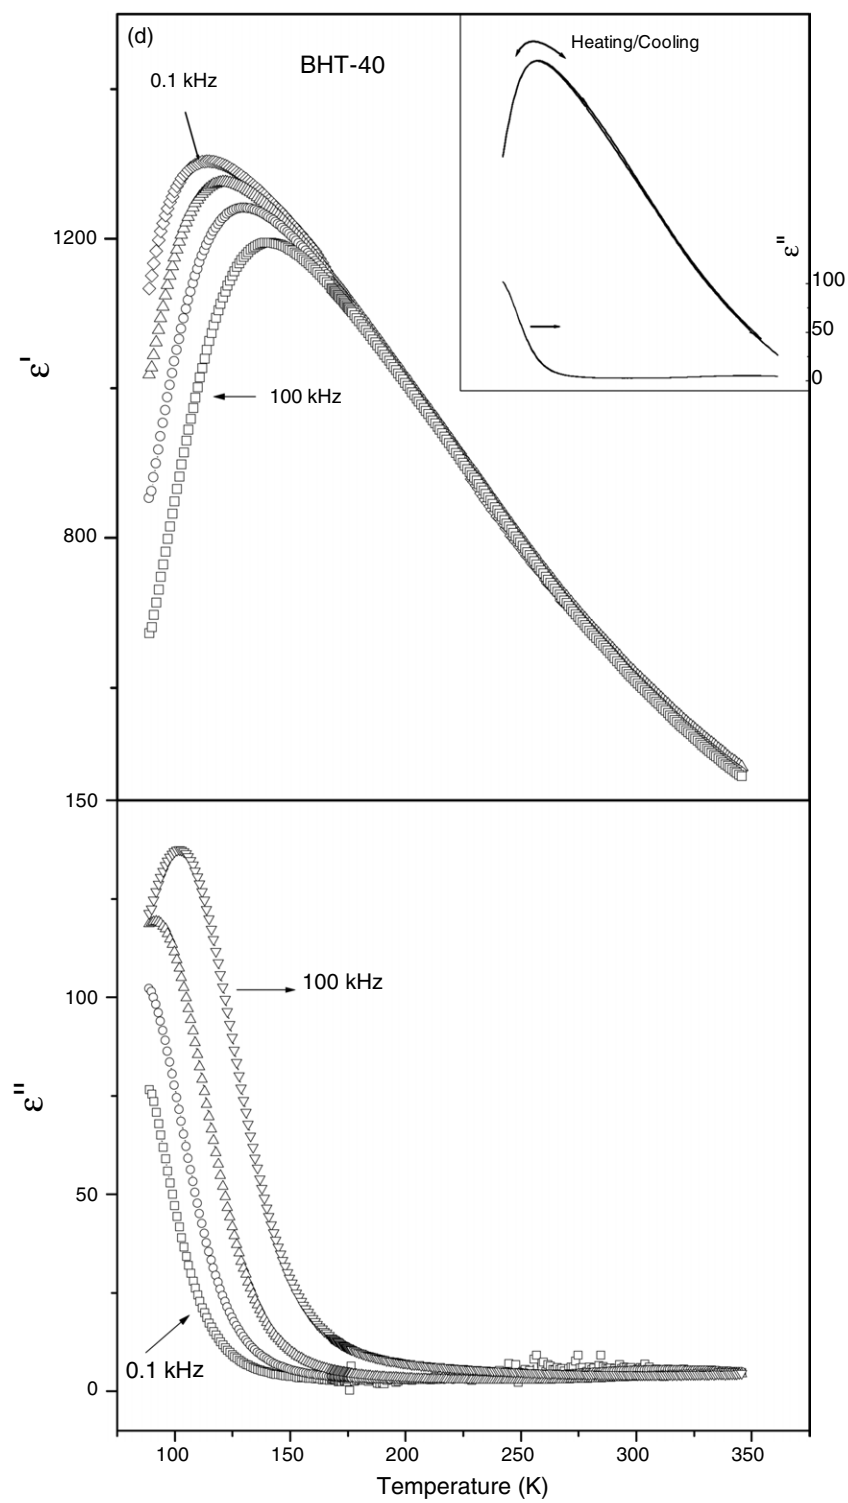 (d)
BHT-40
Heating/Cooling
0.1 kHz
ε"
100
50
0
1200
ε'
100 kHz
800
150
100 kHz
100
ε"
50
0.1 kHz
0
100
150
200
250
300
350
Temperature (K)